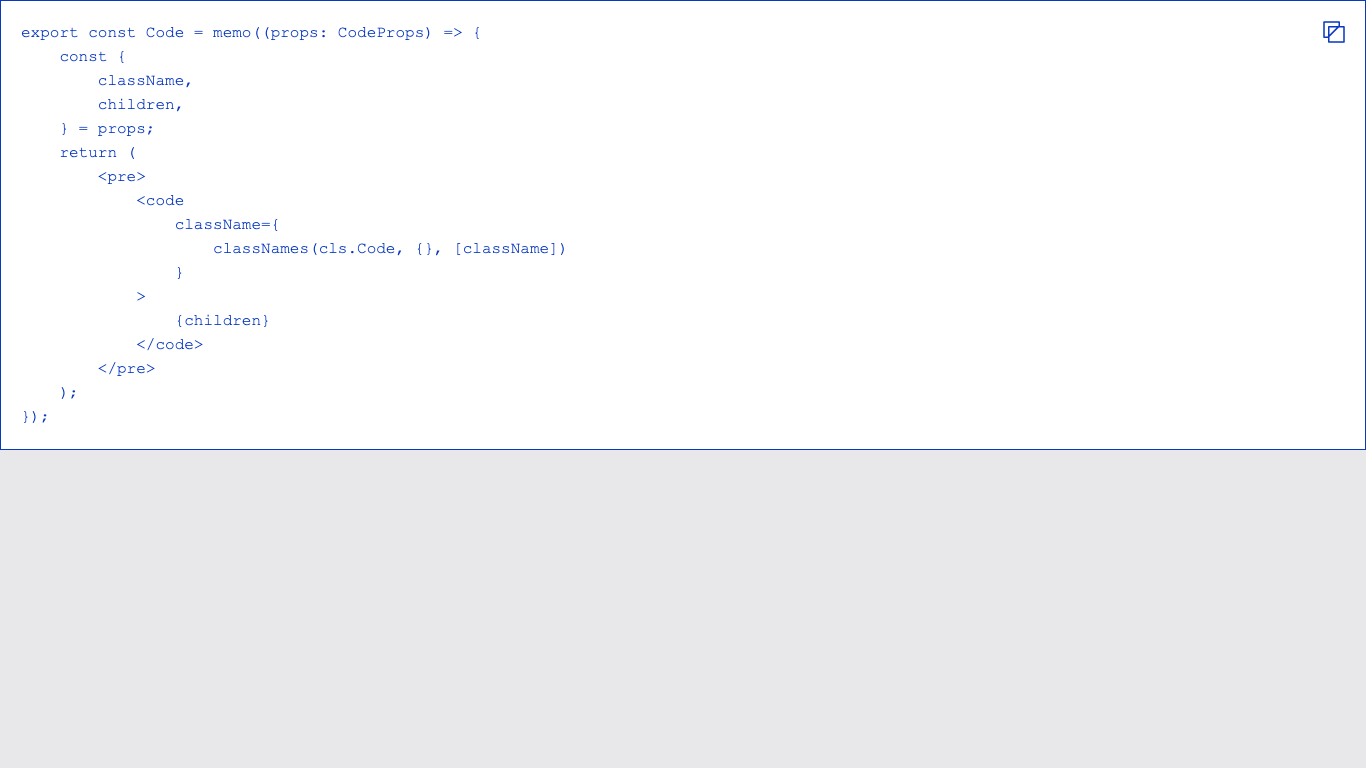 export const Code = memo((props: CodeProps) => {
    const {
        className,
        children,
    } = props;
    return (
        <pre>
            <code
                className={
                    classNames(cls.Code, {}, [className])
                }
            >
                {children}
            </code>
        </pre>
    );
});